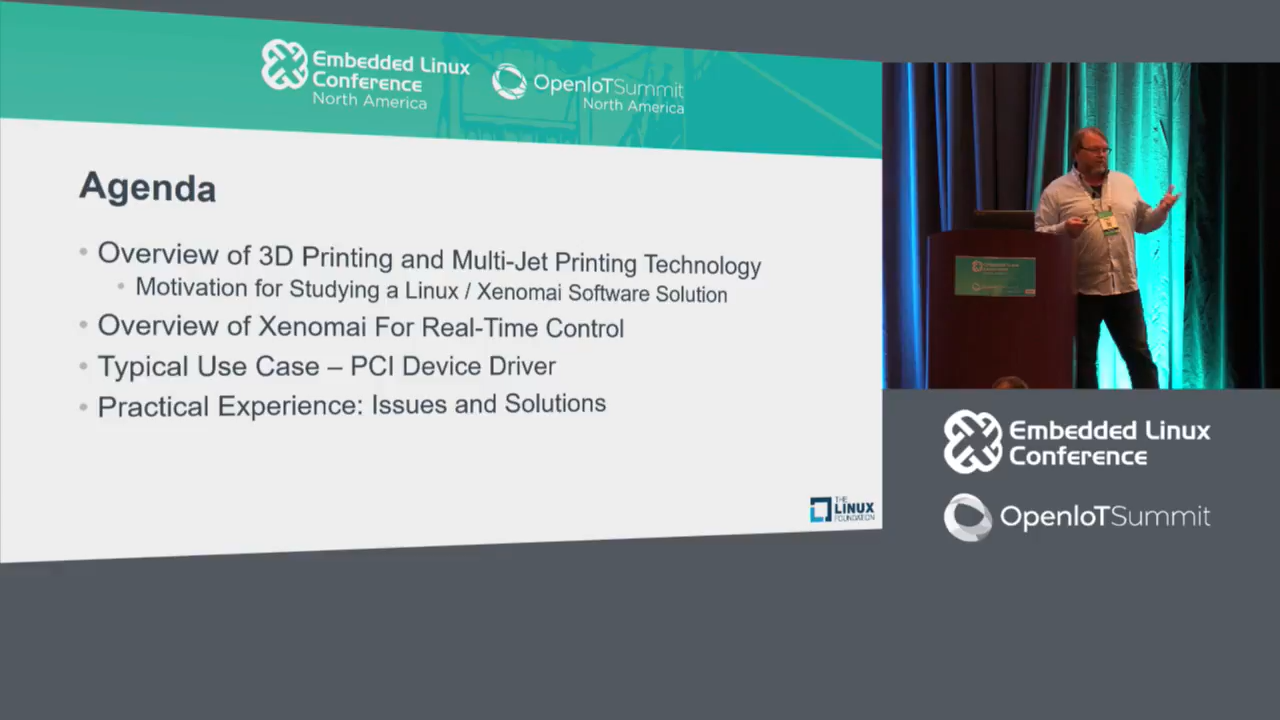 Embedded Linux
Conference
North America
OpenIoTSummit
North America
Agenda
• Overview of 3D Printing and Multi-Jet Printing Technology
• Motivation for Studying a Linux / Xenomai Software Solution
• Overview of Xenomai For Real-Time Control
• Typical Use Case – PCI Device Driver
• Practical Experience: Issues and Solutions
THE
LINUX
FOUNDATION
Embedded Linux
Conference
OpenIoTSummit